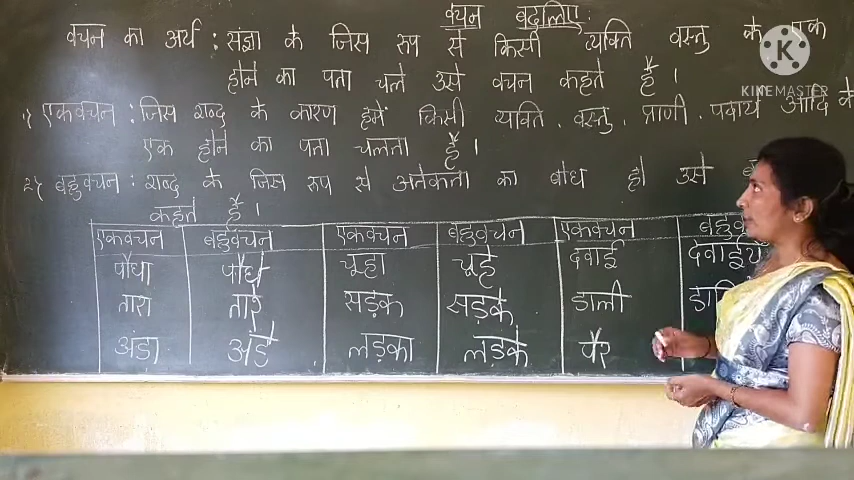 वचन बदलिए:
वचन का अर्थ : संज्ञा के जिस रूप से किसी व्यक्ति वस्तु के एक
होने का पता चले उसे वचन कहते हैं ।
1) एकवचन : जिस शब्द के कारण हमें किसी व्यक्ति , वस्तु , प्राणी , पदार्थ आदि के
एक होने का पता चलता है ।
2) बहुवचन : शब्द के जिस रूप से अनेकता का बोध हो उसे
कहते हैं ।
एकवचन बहुवचन एकवचन बहुवचन एकवचन
पौधा चूहा चूहे दवाई
तारा तारे सड़क सड़के डाली
अंडा अंडे लड़का लड़के पैर
KINEMASTER